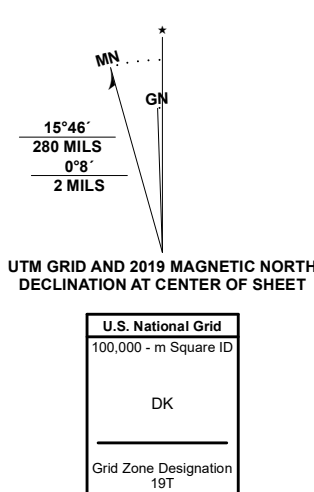 ★
MN
GN
15°46´
280 MILS
0°8´
2 MILS
UTM GRID AND 2019 MAGNETIC NORTH
DECLINATION AT CENTER OF SHEET
U.S. National Grid
100,000 - m Square ID
DK
Grid Zone Designation
19T